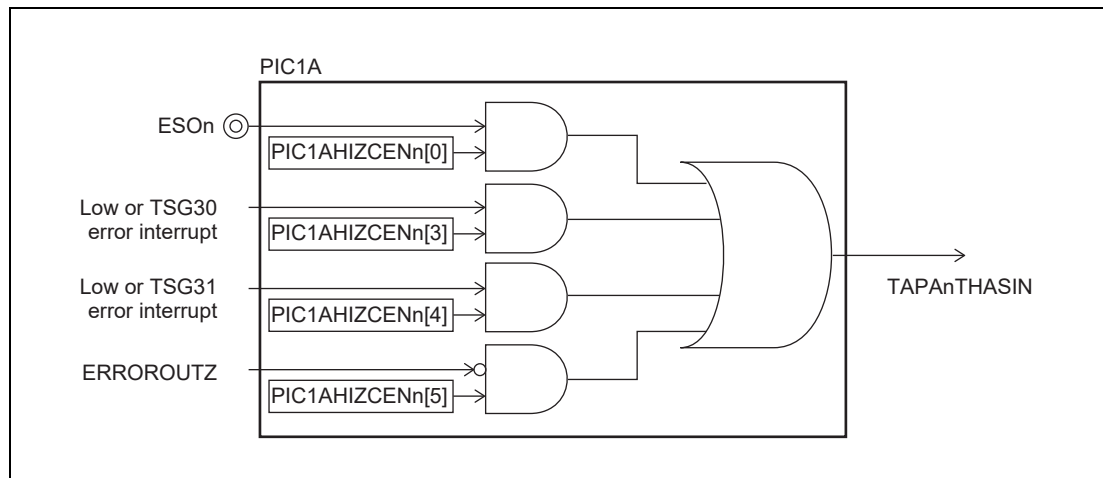 PIC1A
ESOn
PIC1AHIZCENn[0]
Low or TSG30
error interrupt
PIC1AHIZCENn[3]
Low or TSG31
error interrupt
PIC1AHIZCENn[4]
ERROROUTZ
PIC1AHIZCENn[5]
TAPAnTHASIN